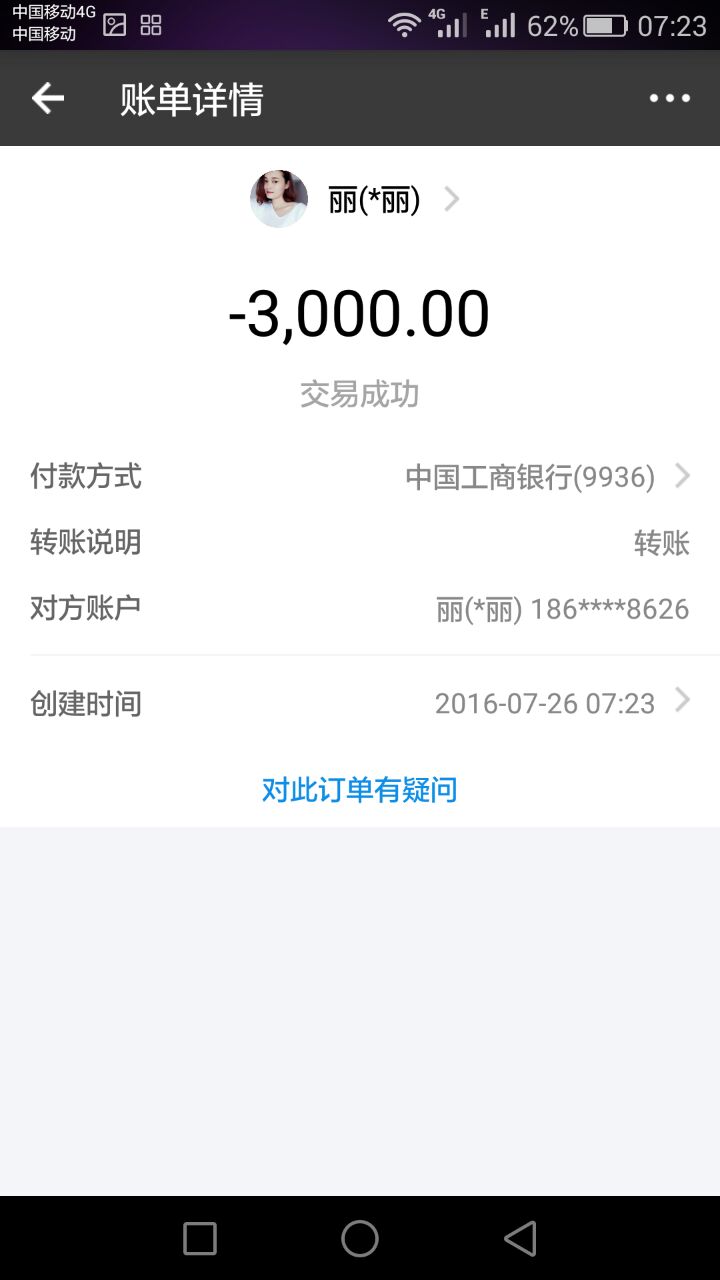 中国移动4G
中国移动
4G E 62% 07:23
账单详情
丽(*丽)
-3,000.00
交易成功
付款方式 中国工商银行(9936)
转账说明 转账
对方账户 丽(*丽) 186****8626
创建时间 2016-07-26 07:23
对此订单有疑问